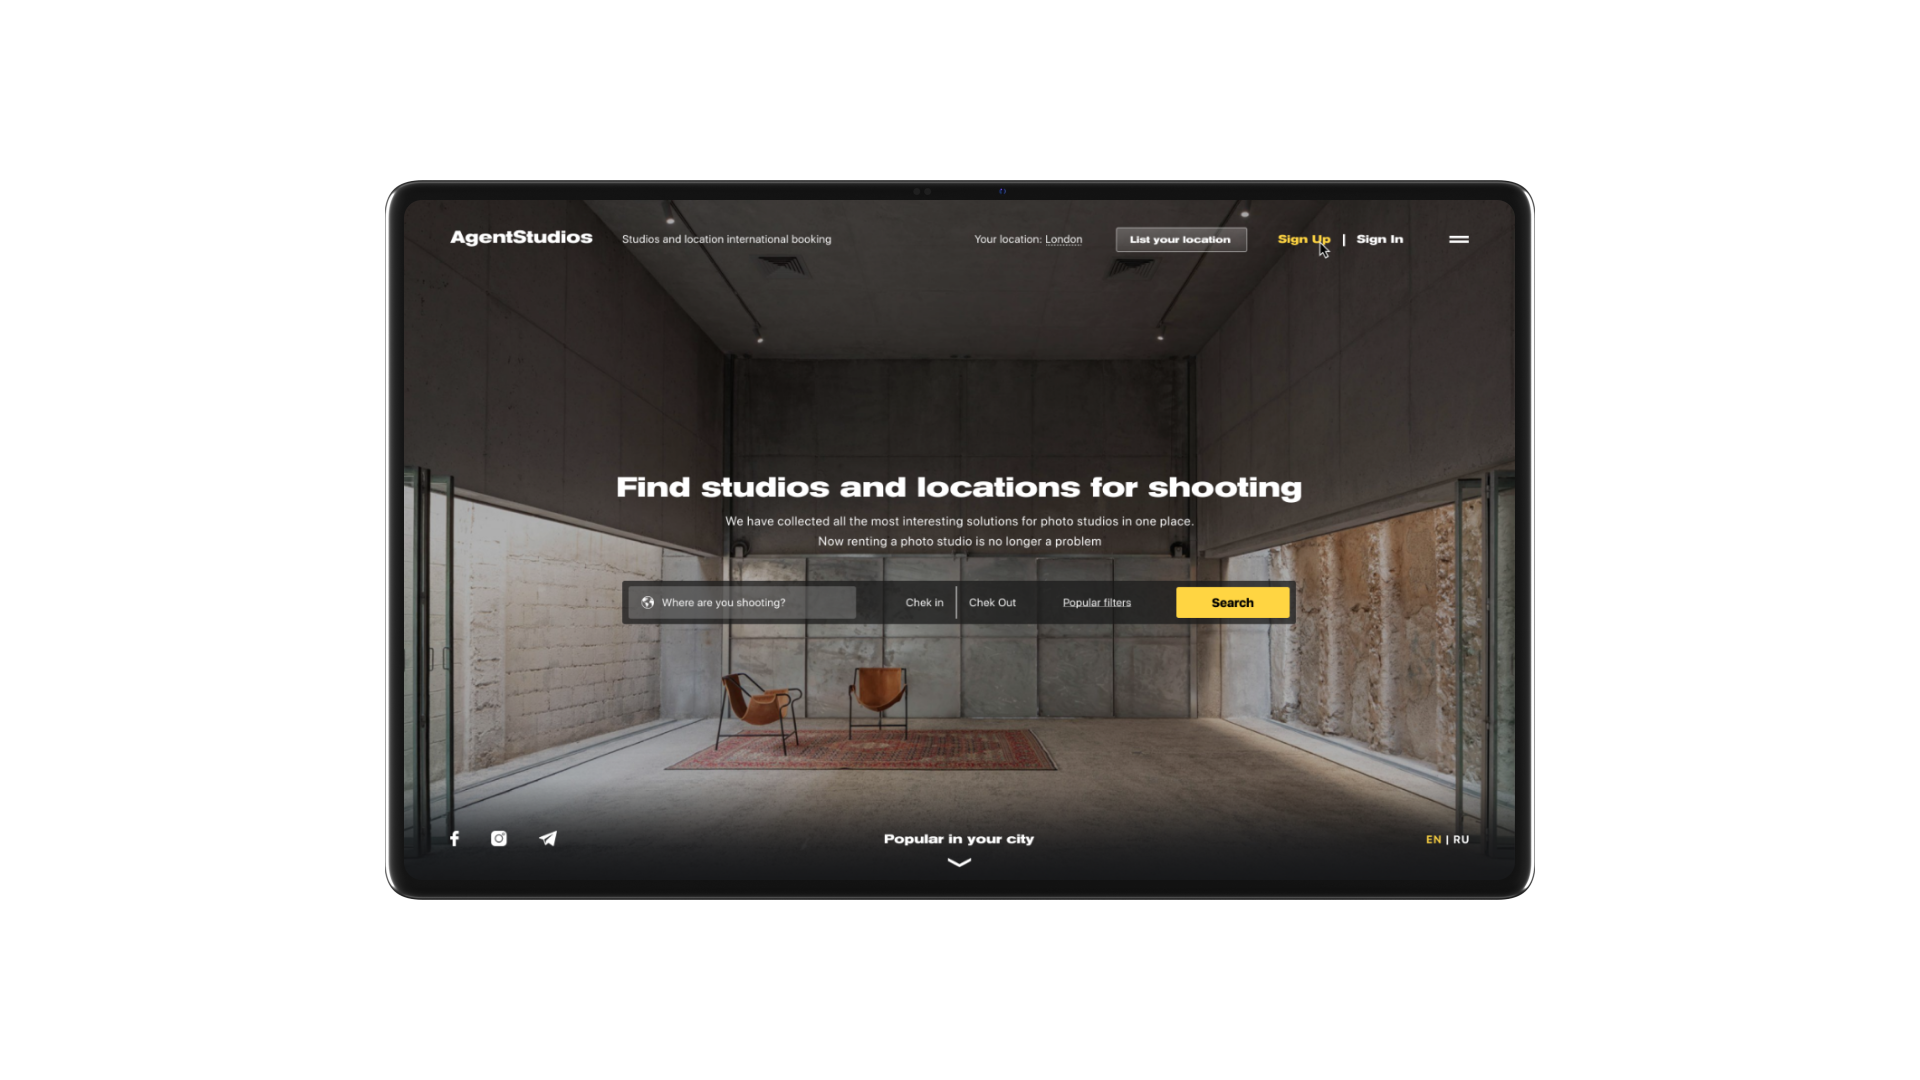 AgentStudios
Studios and location international booking
Your location: London
List your location
Sign Up | Sign In
Find studios and locations for shooting
We have collected all the most interesting solutions for photo studios in one place.
Now renting a photo studio is no longer a problem
Where are you shooting?
Chek in
Chek Out
Popular filters
Search
Popular in your city
EN | RU